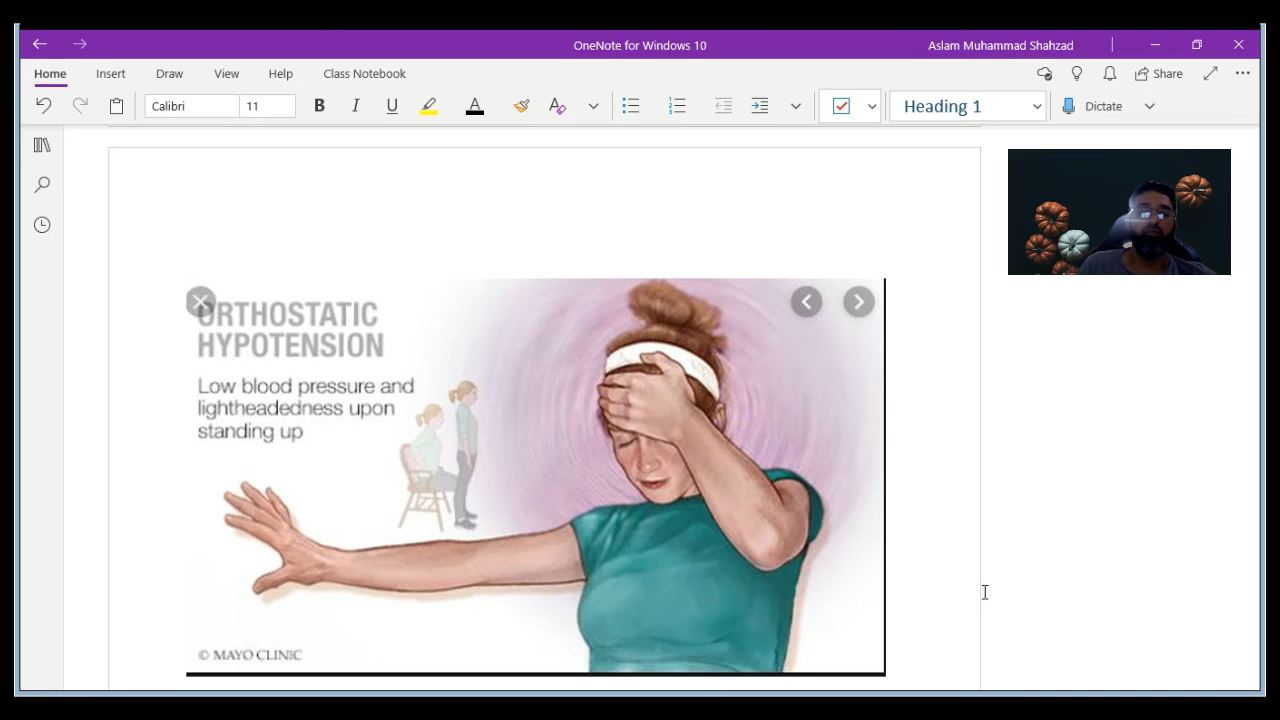 OneNote for Windows 10
Aslam Muhammad Shahzad
Home Insert Draw View Help Class Notebook
Share
Calibri 11 B I U A A Heading 1 Dictate
ORTHOSTATIC
HYPOTENSION
Low blood pressure and
lightheadedness upon
standing up
© MAYO CLINIC